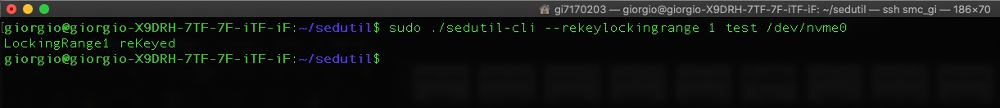 gi7170203 — giorgio@giorgio-X9DRH-7TF-7F-iTF-iF: ~/sedutil — ssh smc_gi — 186×70
[giorgio@giorgio-X9DRH-7TF-7F-iTF-iF:~/sedutil$ sudo ./sedutil-cli --rekeylockingrange 1 test /dev/nvme0
LockingRange1 reKeyed
giorgio@giorgio-X9DRH-7TF-7F-iTF-iF:~/sedutil$